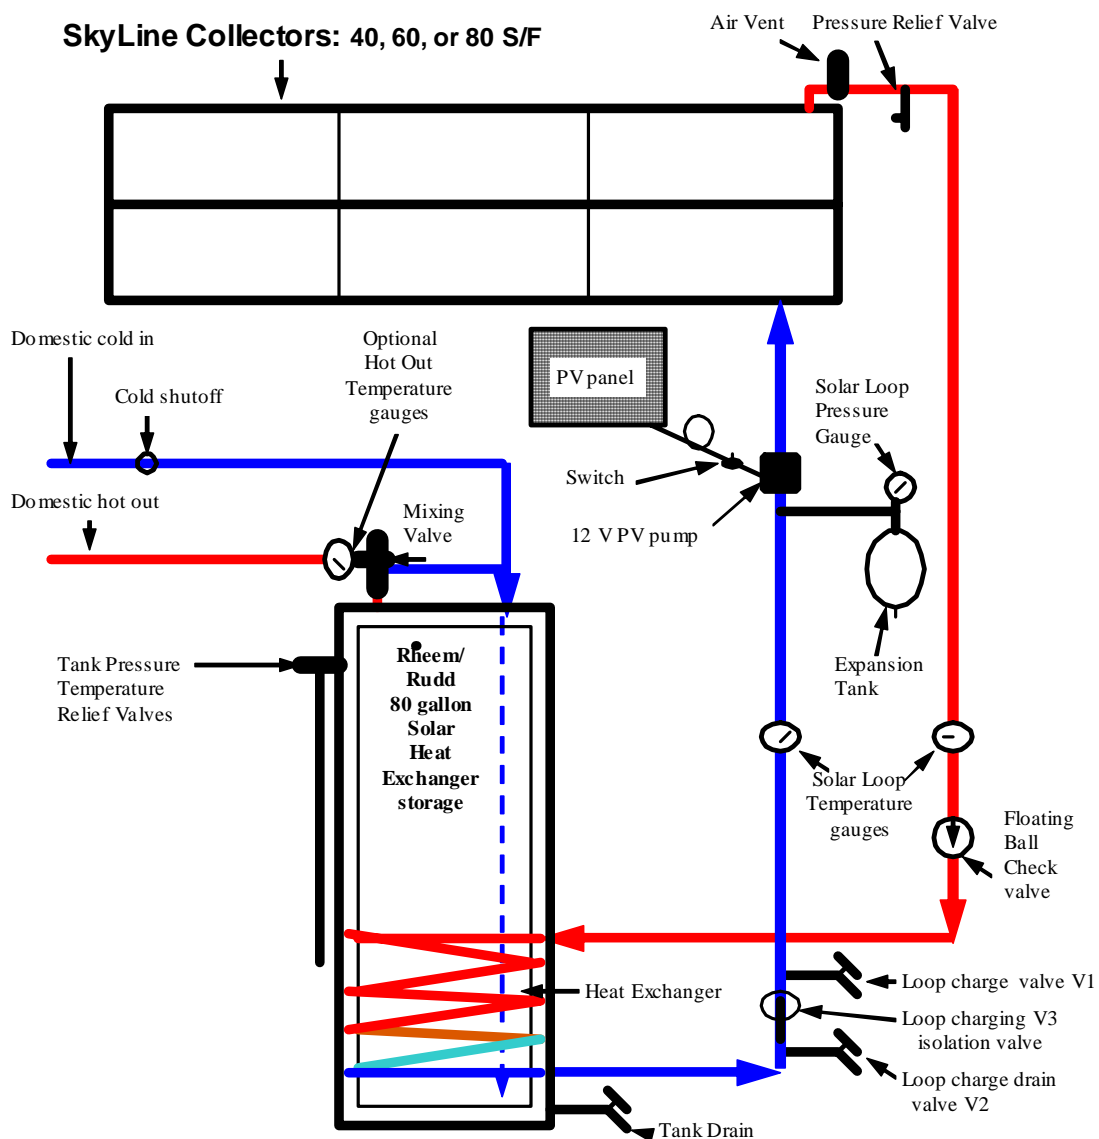 SkyLine Collectors: 40, 60, or 80 S/F
Air Vent
Pressure Relief Valve
Domestic cold in
Cold shutoff
Optional
Hot Out
Temperature
gauges
PV panel
Solar Loop
Pressure
Gauge
Switch
Domestic hot out
Mixing
Valve
12 V PV pump
Tank Pressure
Temperature
Relief Valves
Rheem/
Rudd
80 gallon
Solar
Heat
Exchanger
storage
Expansion
Tank
Solar Loop
Temperature
gauges
Floating
Ball
Check
valve
Heat Exchanger
Loop charge valve V1
Loop charging V3
isolation valve
Loop charge drain
valve V2
Tank Drain